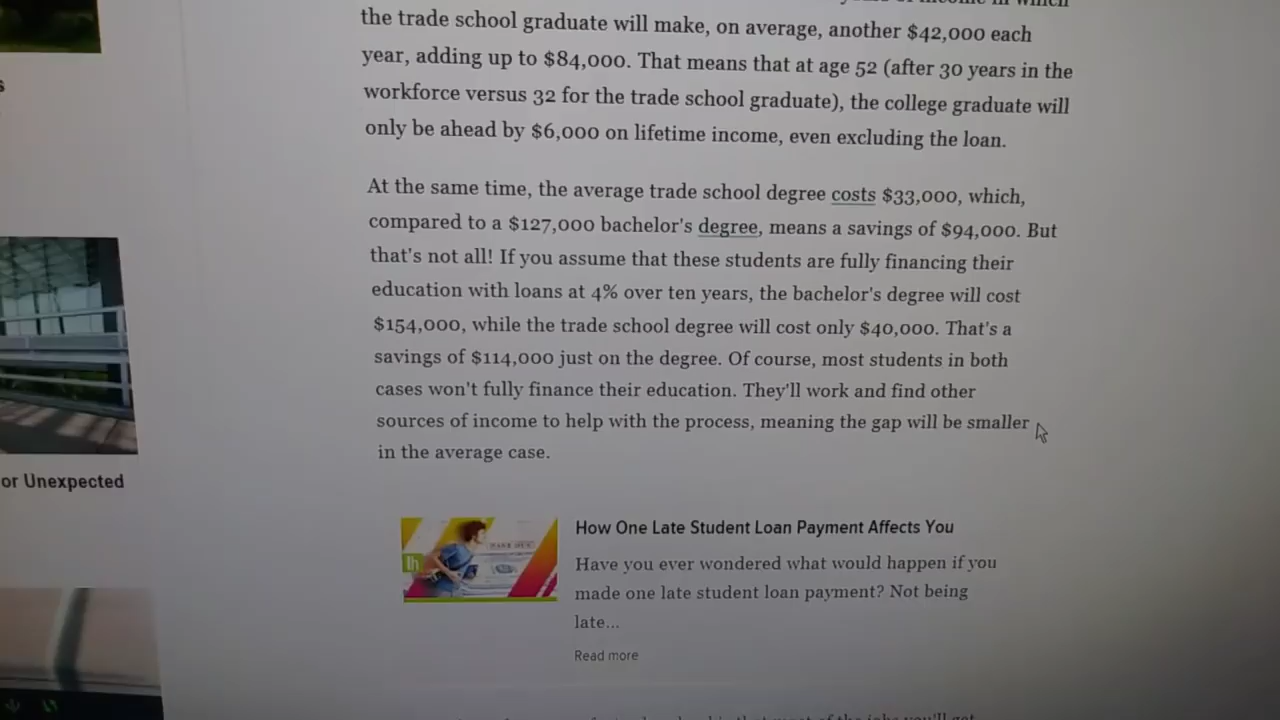 the trade school graduate will make, on average, another $42,000 each
year, adding up to $84,000. That means that at age 52 (after 30 years in the
workforce versus 32 for the trade school graduate), the college graduate will
only be ahead by $6,000 on lifetime income, even excluding the loan.
At the same time, the average trade school degree costs $33,000, which,
compared to a $127,000 bachelor's degree, means a savings of $94,000. But
that's not all! If you assume that these students are fully financing their
education with loans at 4% over ten years, the bachelor's degree will cost
$154,000, while the trade school degree will cost only $40,000. That's a
savings of $114,000 just on the degree. Of course, most students in both
cases won't fully finance their education. They'll work and find other
sources of income to help with the process, meaning the gap will be smaller
in the average case.
or Unexpected
lh
How One Late Student Loan Payment Affects You
Have you ever wondered what would happen if you
made one late student loan payment? Not being
late...
Read more